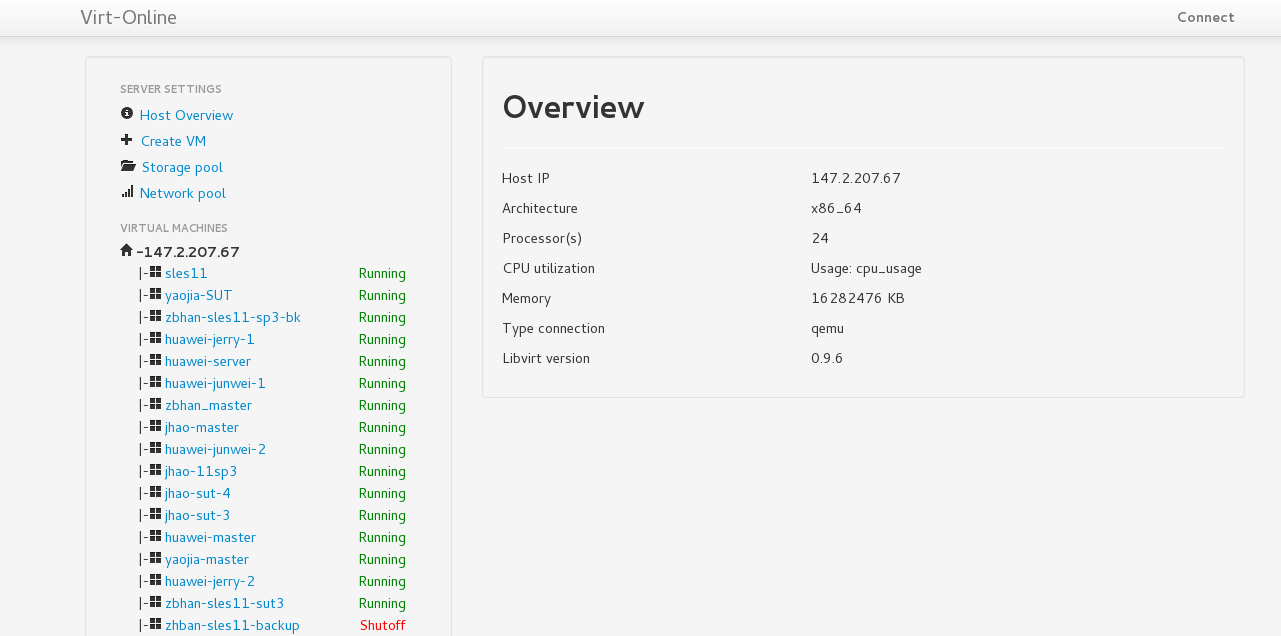 Virt-Online
Connect
SERVER SETTINGS
Host Overview
Create VM
Storage pool
Network pool
VIRTUAL MACHINES
-147.2.207.67
|- sles11 Running
|- yaojia-SUT Running
|- zbhan-sles11-sp3-bk Running
|- huawei-jerry-1 Running
|- huawei-server Running
|- huawei-junwei-1 Running
|- zbhan_master Running
|- jhao-master Running
|- huawei-junwei-2 Running
|- jhao-11sp3 Running
|- jhao-sut-4 Running
|- jhao-sut-3 Running
|- huawei-master Running
|- yaojia-master Running
|- huawei-jerry-2 Running
|- zbhan-sles11-sut3 Running
|- zhban-sles11-backup Shutoff
Overview
Host IP 147.2.207.67
Architecture x86_64
Processor(s) 24
CPU utilization Usage: cpu_usage
Memory 16282476 KB
Type connection qemu
Libvirt version 0.9.6